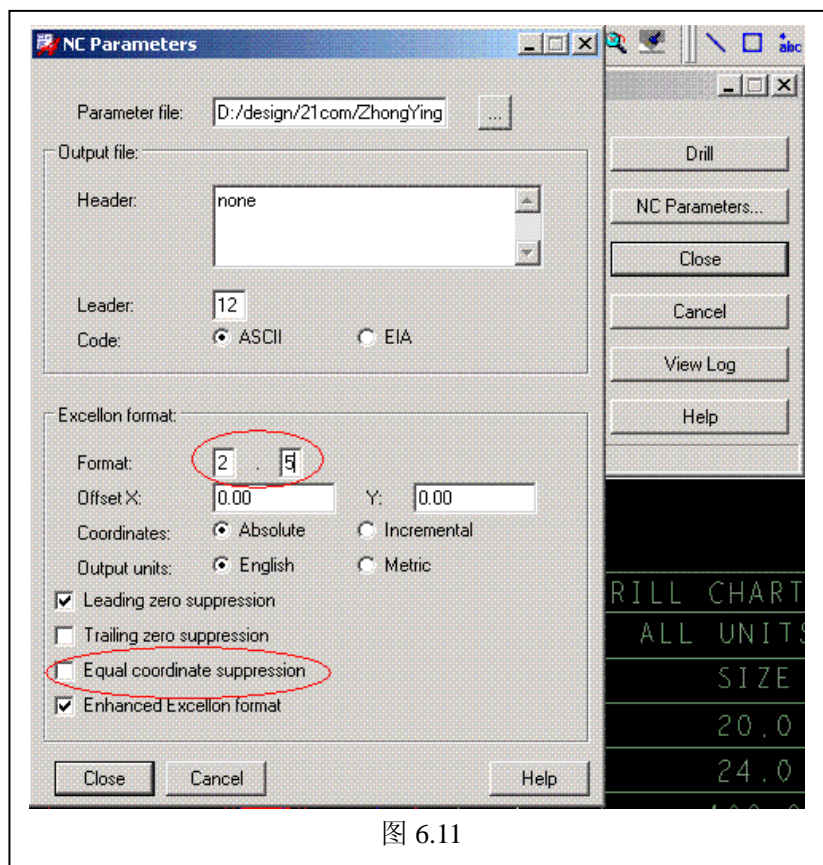 NC Parameters
abc
Parameter file: D:/design/21com/ZhongYing ...
Output file:
Header: none
Leader: 12
Code: ASCII EIA
Excellon format:
Format: 2 . 5
Offset X: 0.00 Y: 0.00
Coordinates: Absolute Incremental
Output units: English Metric
Leading zero suppression
Trailing zero suppression
Equal coordinate suppression
Enhanced Excellon format
Close Cancel Help
Drill
NC Parameters...
Close
Cancel
View Log
Help
RILL CHART
ALL UNITS
SIZE
20.0
24.0
图 6.11